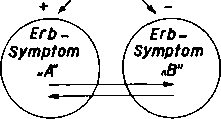 + -
Erb- Erb-
Symptom Symptom
„A" „B"